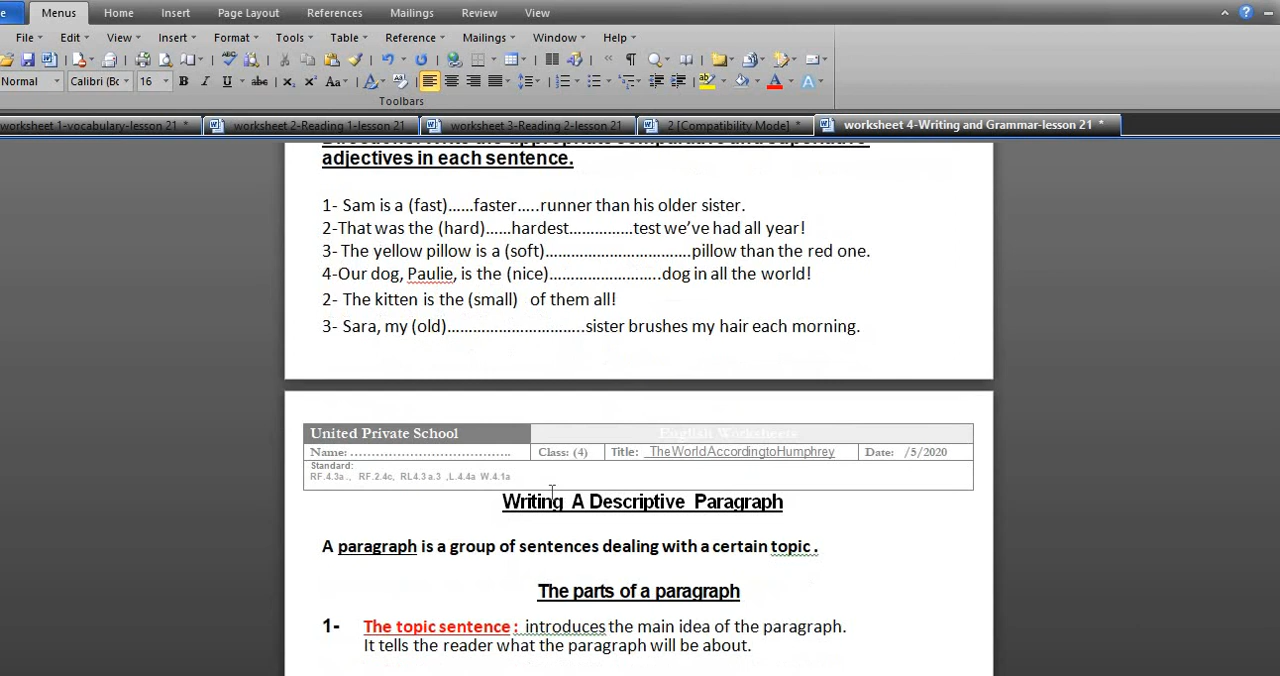 Menus Home Insert Page Layout References Mailings Review View
File Edit View Insert Format Tools Table Reference Mailings Window Help
Normal Calibri (Bc 16 B I U abc Aa
Toolbars
worksheet 1-vocabulary-lesson 21 * worksheet 2-Reading 1-lesson 21 worksheet 3-Reading 2-lesson 21 2 [Compatibility Mode] * worksheet 4-Writing and Grammar-lesson 21 *
adjectives in each sentence.
1- Sam is a (fast)......faster.....runner than his older sister.
2-That was the (hard)......hardest...............test we’ve had all year!
3- The yellow pillow is a (soft)..................................pillow than the red one.
4-Our dog, Paulie, is the (nice)..........................dog in all the world!
2- The kitten is the (small) of them all!
3- Sara, my (old)................................sister brushes my hair each morning.
United Private School English Worksheets
Name: ........................................ Class: (4) Title: TheWorldAccordingtoHumphrey Date: /5/2020
Standard:
RF.4.3a., RF.2.4c, RL4.3 a.3 ,L.4.4a W.4.1a
Writing A Descriptive Paragraph
A paragraph is a group of sentences dealing with a certain topic .
The parts of a paragraph
1- The topic sentence : introduces the main idea of the paragraph.
It tells the reader what the paragraph will be about.